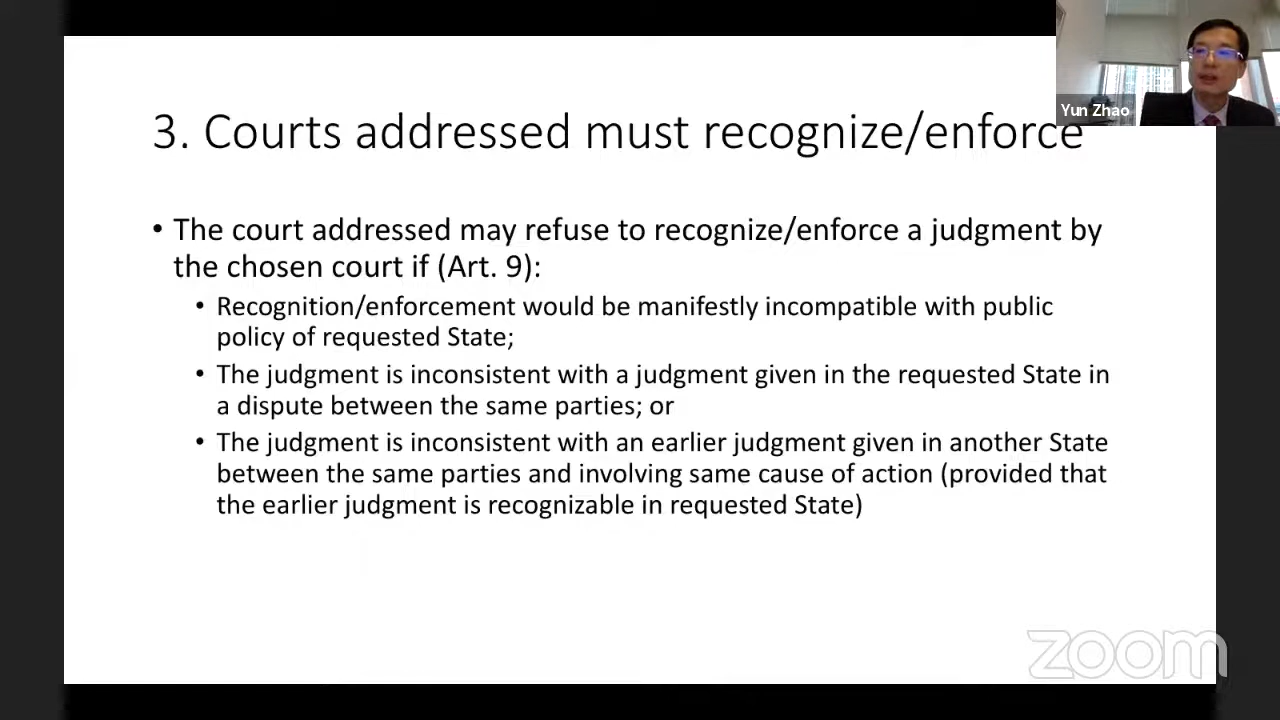 Yun Zhao
3. Courts addressed must recognize/enforce
• The court addressed may refuse to recognize/enforce a judgment by
the chosen court if (Art. 9):
• Recognition/enforcement would be manifestly incompatible with public
policy of requested State;
• The judgment is inconsistent with a judgment given in the requested State in
a dispute between the same parties; or
• The judgment is inconsistent with an earlier judgment given in another State
between the same parties and involving same cause of action (provided that
the earlier judgment is recognizable in requested State)
zoom